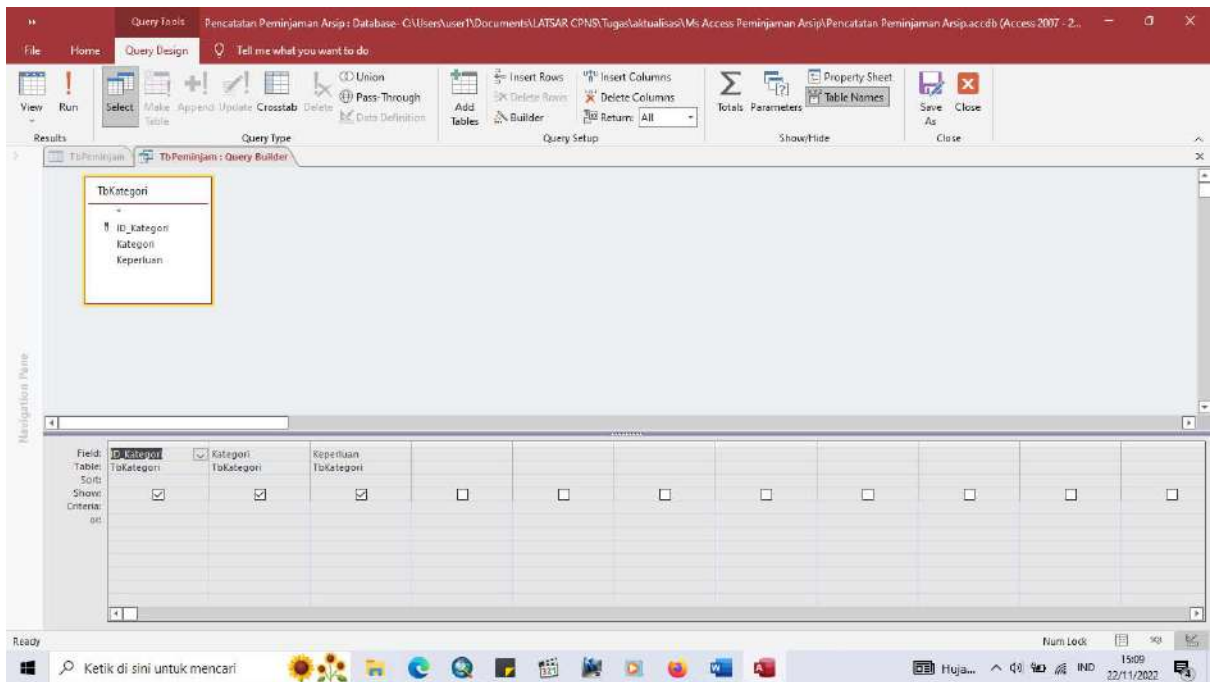 Query Tools Pencatatan Peminjaman Arsip : Database- C:\Users\user1\Documents\LATSAR CPNS\Tugas\aktualisasi\Ms Access Peminjaman Arsip\Pencatatan Peminjaman Arsip.accdb (Access 2007 - 2...
File Home Query Design Tell me what you want to do
View Run Select Make Table Append Update Crosstab Delete Union Pass-Through Data Definition
Add Tables Insert Rows Delete Rows Builder Insert Columns Delete Columns Return: All
Totals Parameters Property Sheet Table Names Save As Close
Results Query Type Query Setup Show/Hide Close
TbPeminjam TbPeminjam : Query Builder
TbKategori
*
ID_Kategori
Kategori
Keperluan
Navigation Pane
Field: ID_Kategori Kategori Keperluan
Table: TbKategori TbKategori TbKategori
Sort:
Show:
Criteria:
or:
Ready Num Lock SQL
Ketik di sini untuk mencari Huja... IND 15:09
22/11/2022